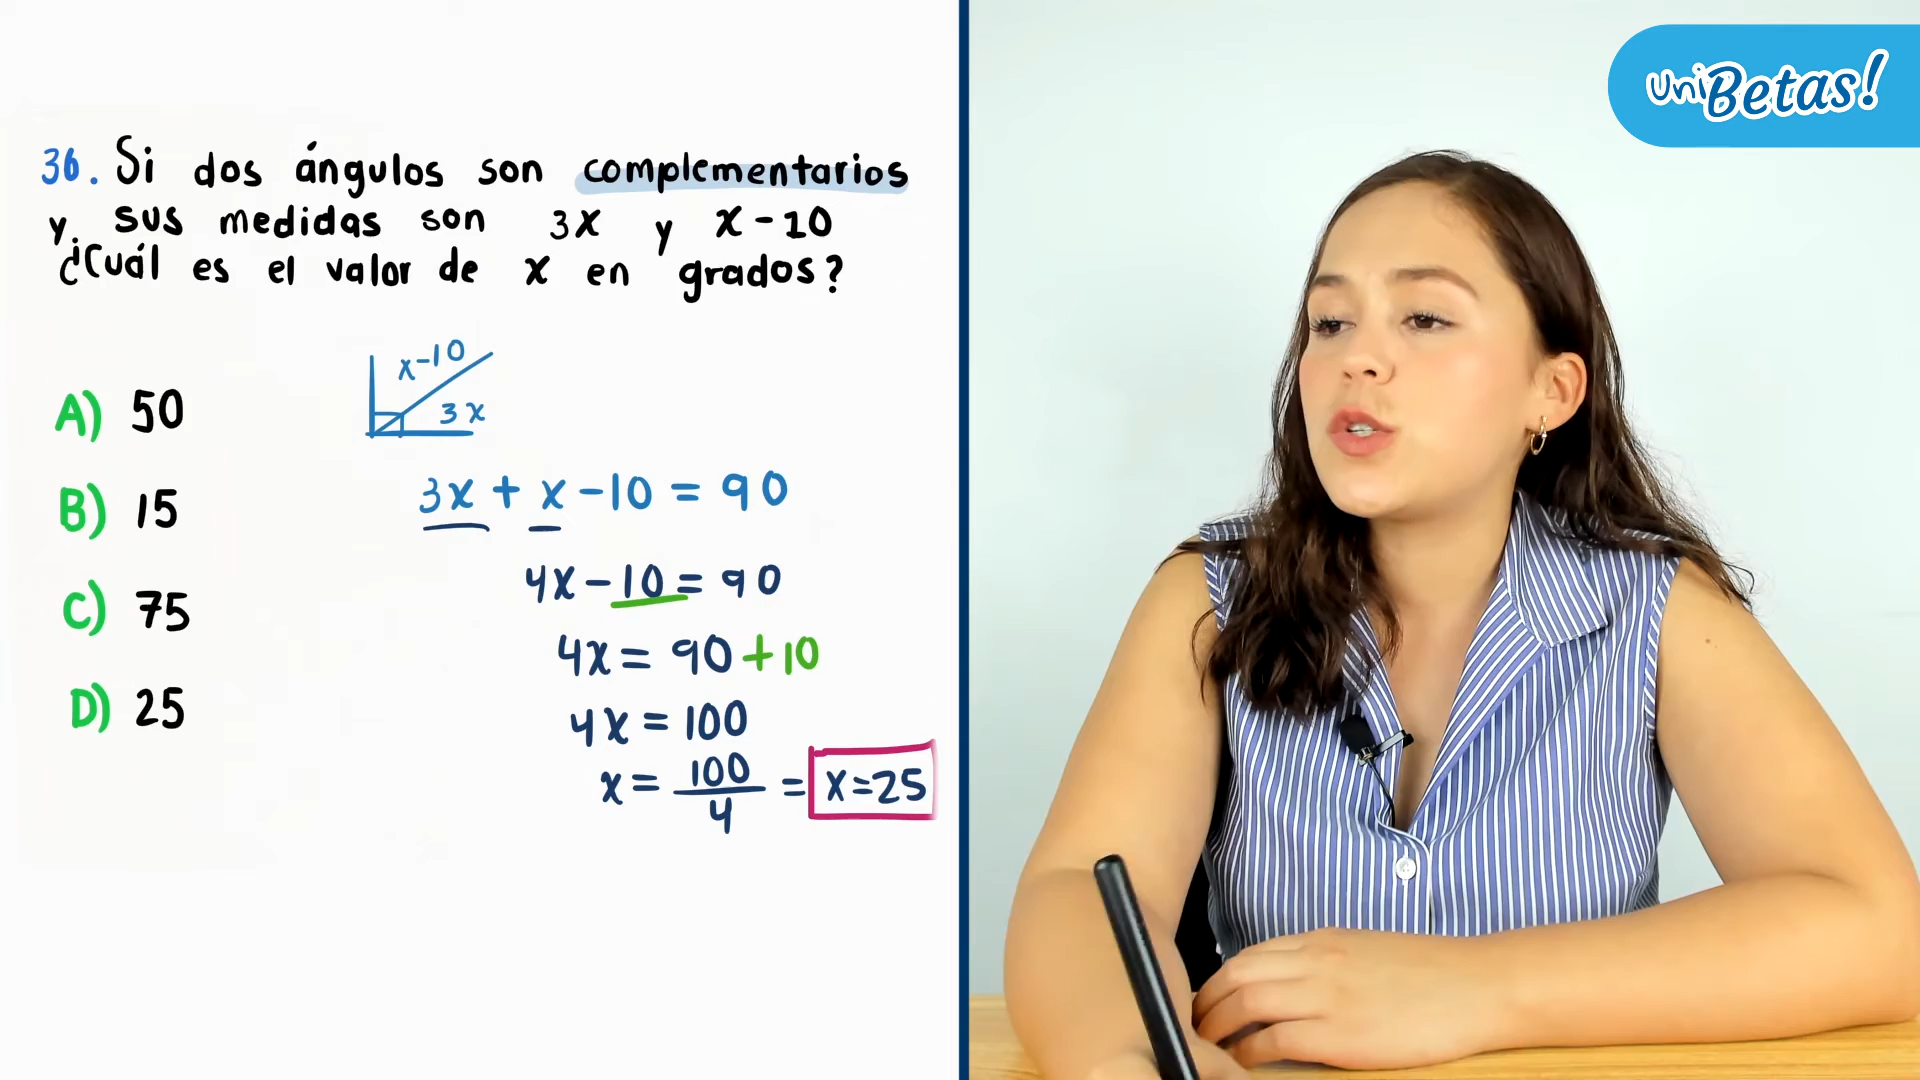 36. Si dos ángulos son complementarios
y sus medidas son 3x y x-10
¿Cuál es el valor de x en grados?
A) 50
B) 15
C) 75
D) 25
x-10
3x
3x + x -10 = 90
4x - 10 = 90
4x = 90 + 10
4x = 100
x = 100/4 = x=25
uniBetas!